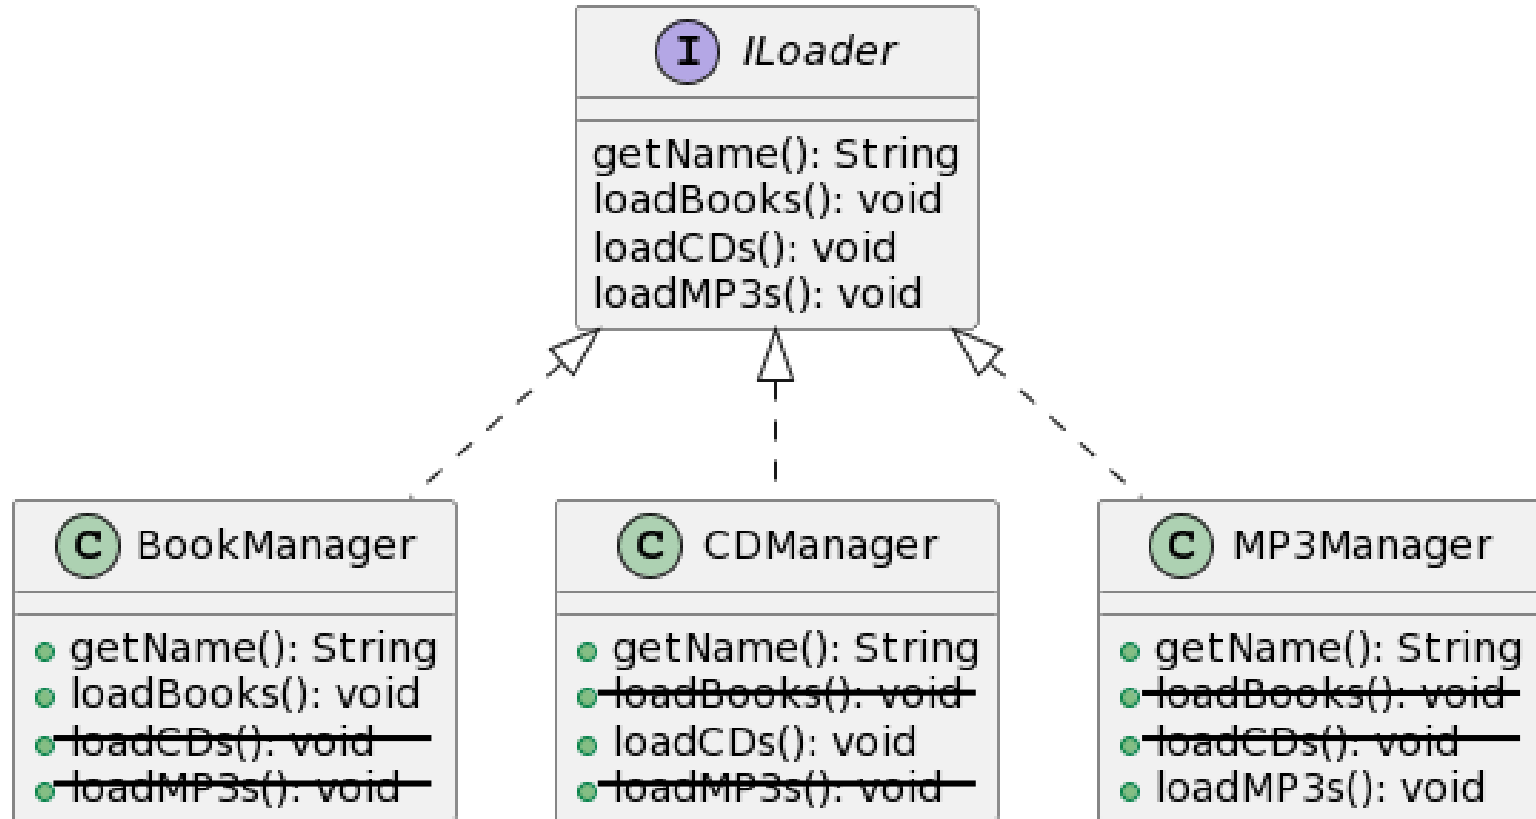 I ILoader
getName(): String
loadBooks(): void
loadCDs(): void
loadMP3s(): void
C BookManager
getName(): String
loadBooks(): void
loadCDs(): void
loadMP3s(): void
C CDManager
getName(): String
loadBooks(): void
loadCDs(): void
loadMP3s(): void
C MP3Manager
getName(): String
loadBooks(): void
loadCDs(): void
loadMP3s(): void